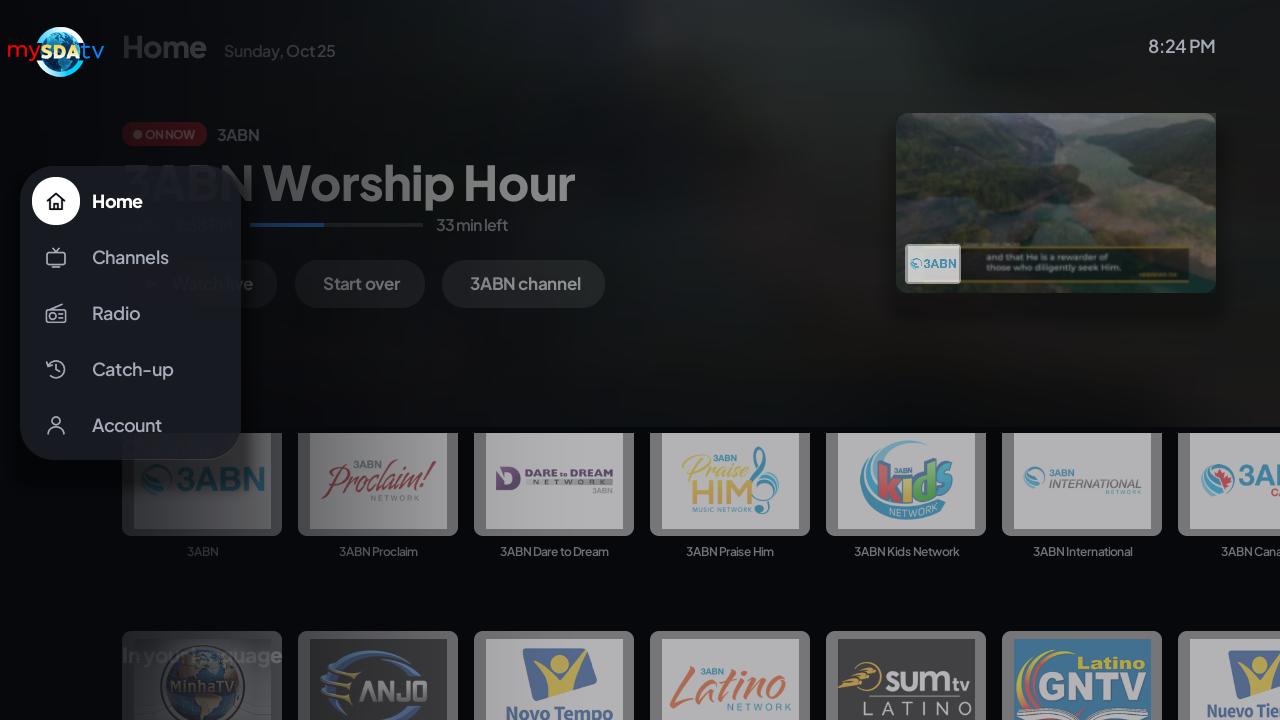 mySDAtv
Home
Sunday, Oct 25
8:24 PM
ON NOW
3ABN
3ABN Worship Hour
33 min left
Watch live
Start over
3ABN channel
and that He is a rewarder of
those who diligently seek Him.
3ABN
Home
Channels
Radio
Catch-up
Account
3ABN
3ABN
Proclaim!
NETWORK
DARE to DREAM
NETWORK
3ABN
3ABN
Praise
HIM
MUSIC NETWORK
3ABN
kids
NETWORK
3ABN
INTERNATIONAL
NETWORK
3ABN
3ABN Proclaim
3ABN Dare to Dream
3ABN Praise Him
3ABN Kids Network
3ABN International
In your language
MinhaTV
ANJO
Novo Tempo
3ABN
Latino
NETWORK
sumtv
LATINO
Latino
GNTV